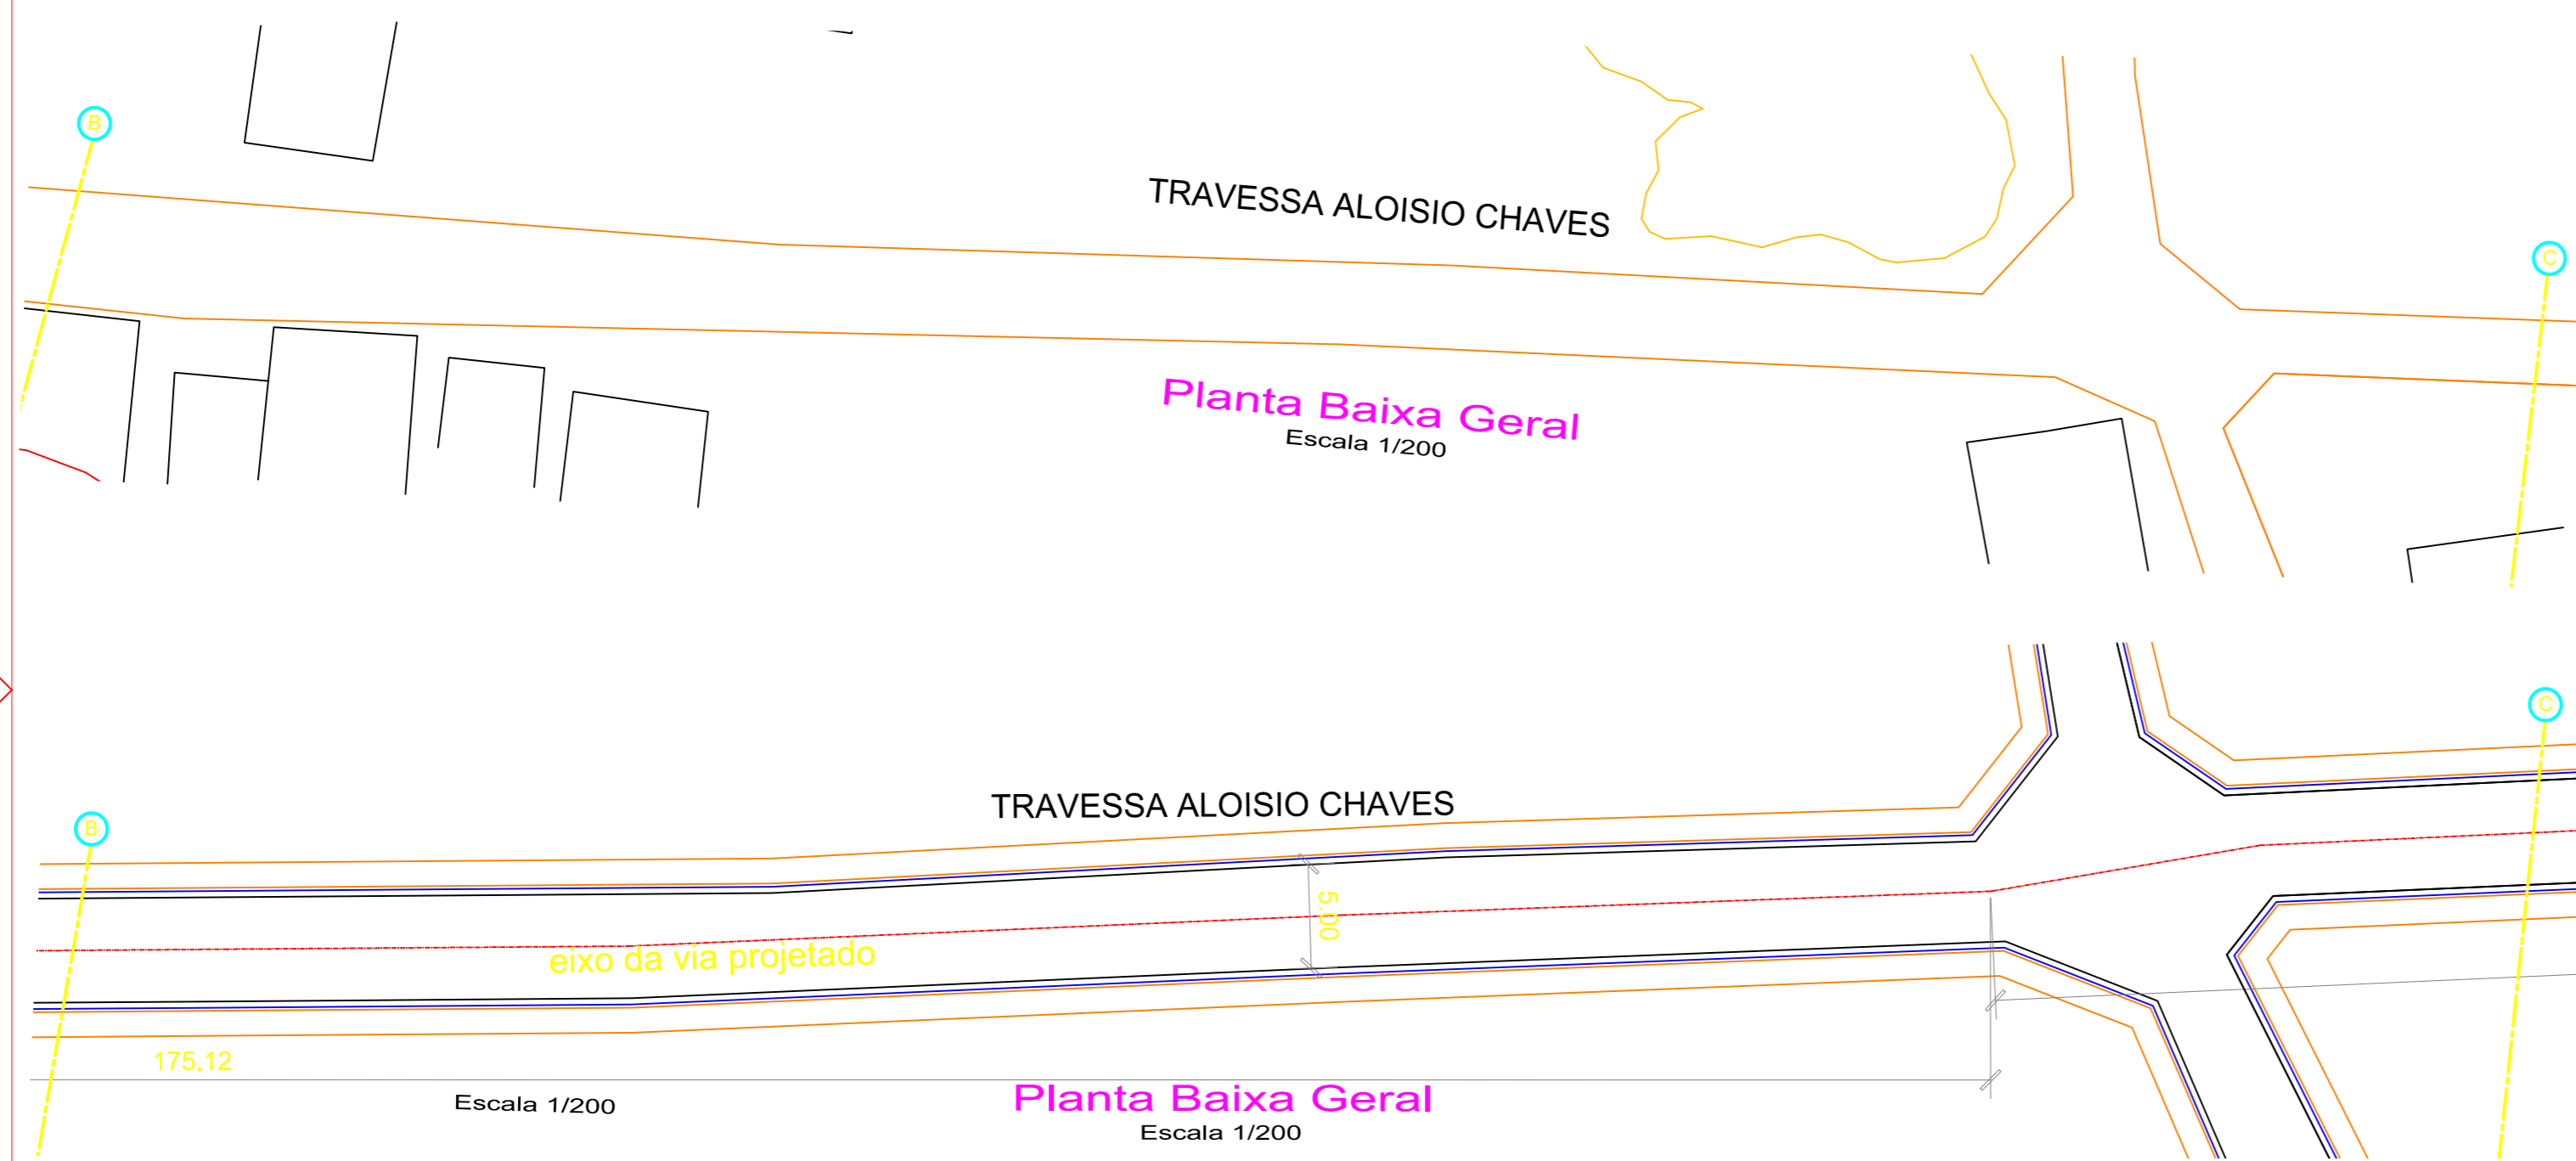 B
TRAVESSA ALOISIO CHAVES
C
Planta Baixa Geral
Escala 1/200
C
TRAVESSA ALOISIO CHAVES
B
5.00
eixo da via projetado
175,12
Escala 1/200
Planta Baixa Geral
Escala 1/200